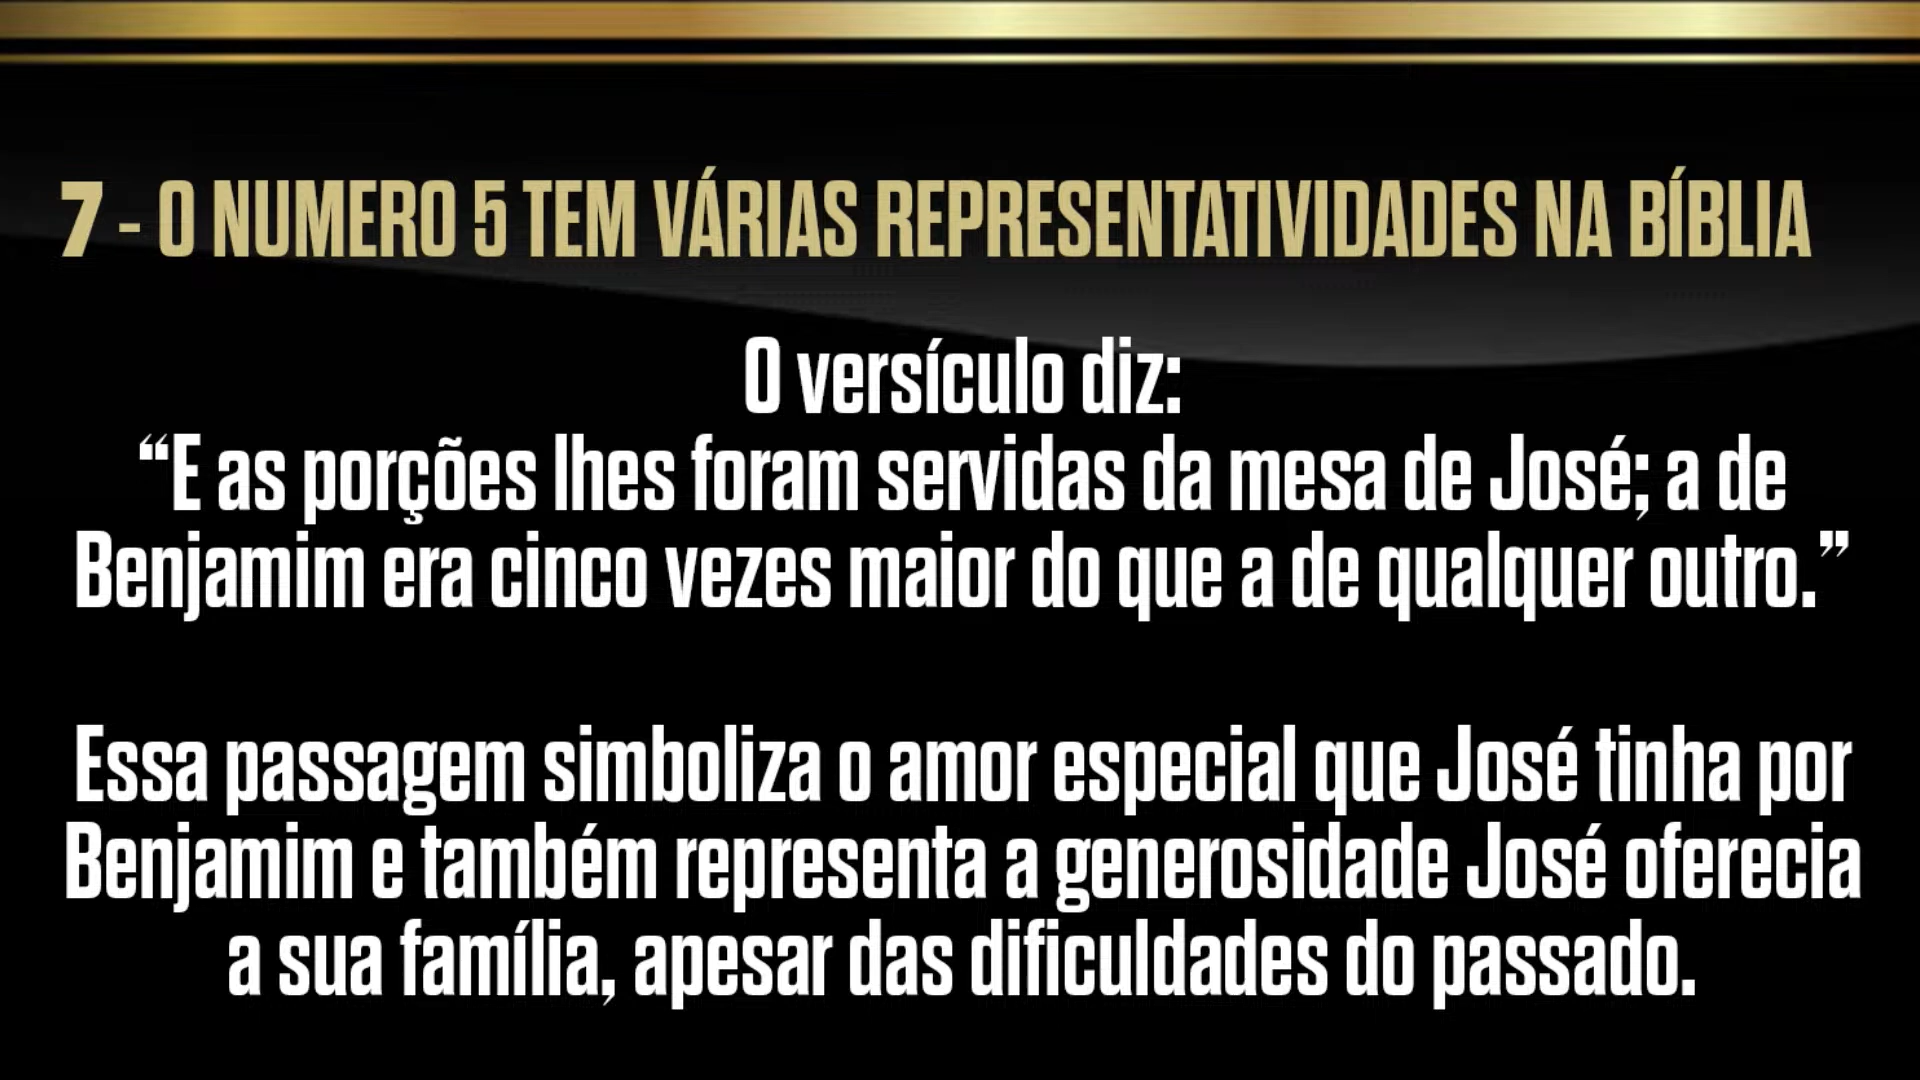 7 - O NUMERO 5 TEM VÁRIAS REPRESENTATIVIDADES NA BÍBLIA
O versículo diz:
“E as porções lhes foram servidas da mesa de José; a de
Benjamim era cinco vezes maior do que a de qualquer outro.”
Essa passagem simboliza o amor especial que José tinha por
Benjamim e também representa a generosidade José oferecia
a sua família, apesar das dificuldades do passado.